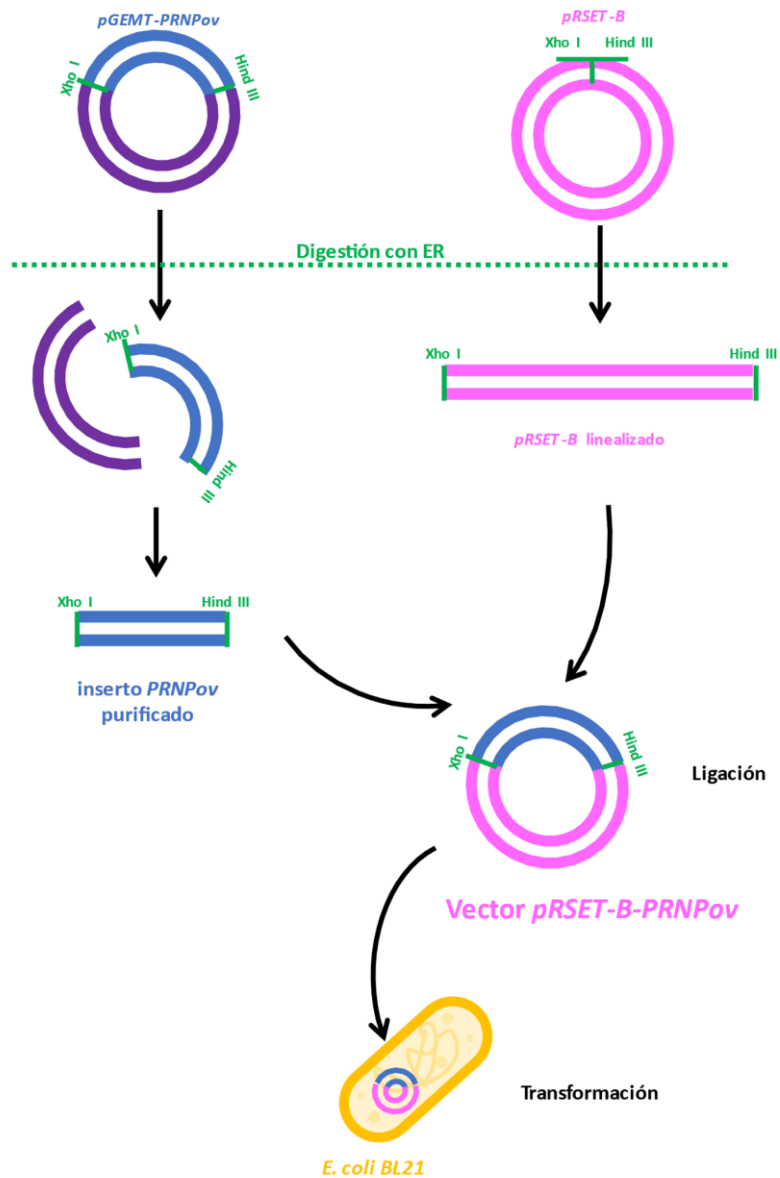 pGEMT-PRNPov
pRSET-B
Xho I
Hind III
Xho I
Hind III
Digestión con ER
Xho I
Hind III
Xho I
Hind III
pRSET-B linealizado
Xho I
Hind III
inserto PRNPov
purificado
Xho I
Hind III
Ligación
Vector pRSET-B-PRNPov
Transformación
E. coli BL21